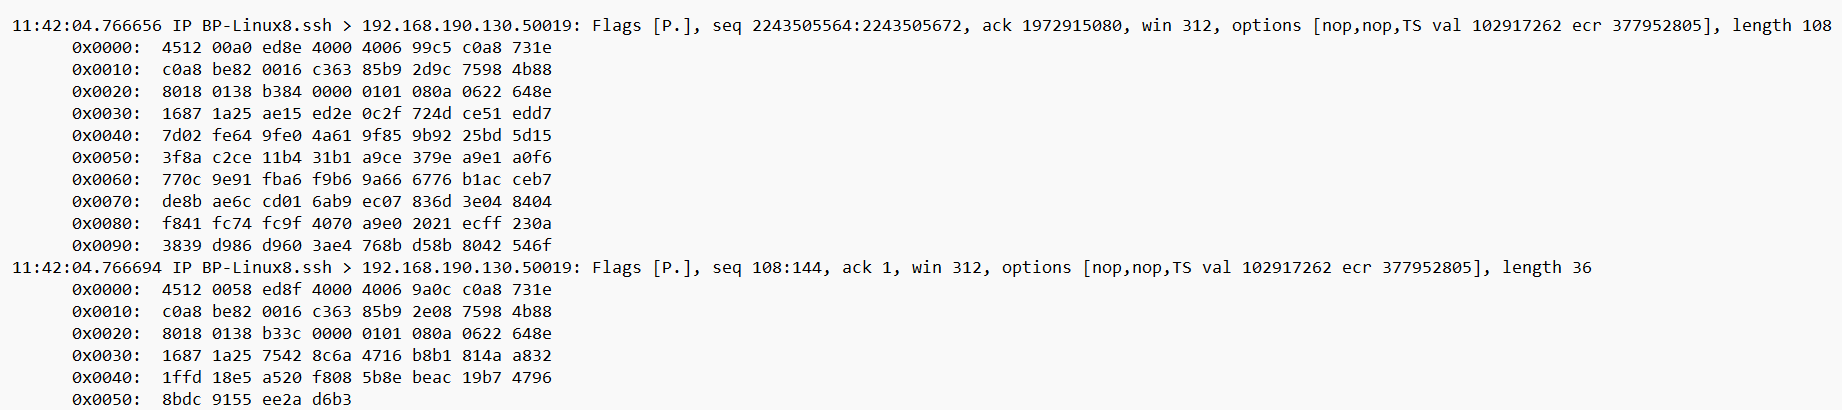 11:42:04.766656 IP BP-Linux8.ssh > 192.168.190.130.50019: Flags [P.], seq 2243505564:2243505672, ack 1972915080, win 312, options [nop,nop,TS val 102917262 ecr 377952805], length 108
0x0000: 4512 00a0 ed8e 4000 4006 99c5 c0a8 731e
0x0010: c0a8 be82 0016 c363 85b9 2d9c 7598 4b88
0x0020: 8018 0138 b384 0000 0101 080a 0622 648e
0x0030: 1687 1a25 ae15 ed2e 0c2f 724d ce51 edd7
0x0040: 7d02 fe64 9fe0 4a61 9f85 9b92 25bd 5d15
0x0050: 3f8a c2ce 11b4 31b1 a9ce 379e a9e1 a0f6
0x0060: 770c 9e91 fba6 f9b6 9a66 6776 b1ac ceb7
0x0070: de8b ae6c cd01 6ab9 ec07 836d 3e04 8404
0x0080: f841 fc74 fc9f 4070 a9e0 2021 ecff 230a
0x0090: 3839 d986 d960 3ae4 768b d58b 8042 546f
11:42:04.766694 IP BP-Linux8.ssh > 192.168.190.130.50019: Flags [P.], seq 108:144, ack 1, win 312, options [nop,nop,TS val 102917262 ecr 377952805], length 36
0x0000: 4512 0058 ed8f 4000 4006 9a0c c0a8 731e
0x0010: c0a8 be82 0016 c363 85b9 2e08 7598 4b88
0x0020: 8018 0138 b33c 0000 0101 080a 0622 648e
0x0030: 1687 1a25 7542 8c6a 4716 b8b1 814a a832
0x0040: 1ffd 18e5 a520 f808 5b8e beac 19b7 4796
0x0050: 8bdc 9155 ee2a d6b3